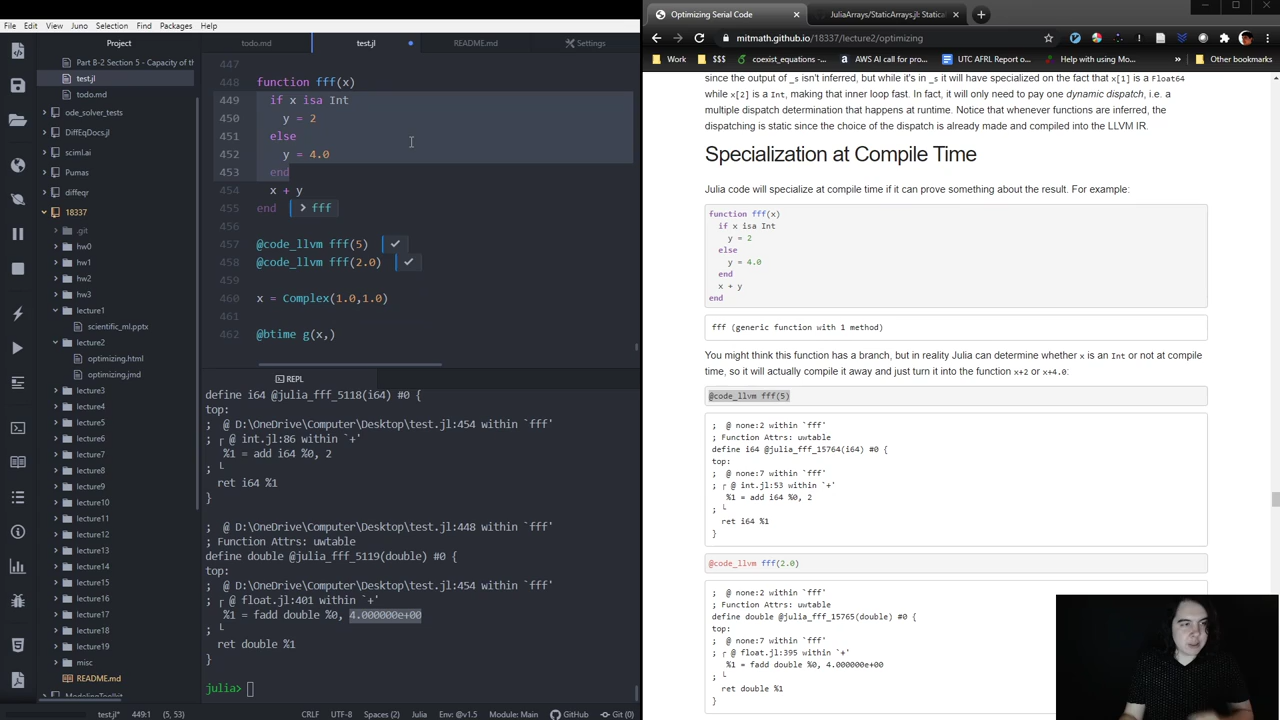 File Edit View Juno Selection Find Packages Help
Project
Part B-2 Section 5 - Capacity of th
test.jl
todo.md
ode_solver_tests
DiffEqDocs.jl
sciml.ai
Pumas
diffeqr
18337
.git
hw0
hw1
hw2
hw3
lecture1
scientific_ml.pptx
lecture2
optimizing.html
optimizing.jmd
lecture3
lecture4
lecture5
lecture6
lecture7
lecture8
lecture9
lecture10
lecture11
lecture12
lecture13
lecture14
lecture15
lecture16
lecture17
lecture18
lecture19
misc
README.md
ModelingToolkit
todo.md test.jl README.md Settings
447
448 function fff(x)
449 if x isa Int
450 y = 2
451 else
452 y = 4.0
453 end
454 x + y
455 end > fff
456
457 @code_llvm fff(5) ✓
458 @code_llvm fff(2.0) ✓
459
460 x = Complex(1.0,1.0)
461
462 @btime g(x,)
REPL
define i64 @julia_fff_5118(i64) #0 {
top:
; @ D:\OneDrive\Computer\Desktop\test.jl:454 within `fff'
; ┌ @ int.jl:86 within `+'
%1 = add i64 %0, 2
; └
ret i64 %1
}
; @ D:\OneDrive\Computer\Desktop\test.jl:448 within `fff'
; Function Attrs: uwtable
define double @julia_fff_5119(double) #0 {
top:
; @ D:\OneDrive\Computer\Desktop\test.jl:454 within `fff'
; ┌ @ float.jl:401 within `+'
%1 = fadd double %0, 4.000000e+00
; └
ret double %1
}
julia>
test.jl* 449:1 (5, 53) CRLF UTF-8 Spaces (2) Julia Env: @v1.5 Module: Main GitHub Git (0)
Optimizing Serial Code JuliaArrays/StaticArrays.jl: Static
mitmath.github.io/18337/lecture2/optimizing
Work coexist_equations -... AWS AI call for pro... UTC AFRL Report -... Other bookmarks
since the output of _s isn't inferred, but while it's in _s it will have specialized on the fact that x[1] is a Float64
while x[2] is a Int, making that inner loop fast. In fact, it will only need to pay one dynamic dispatch, i.e. a
multiple dispatch determination that happens at runtime. Notice that whenever functions are inferred, the
dispatching is static since the choice of the dispatch is already made and compiled into the LLVM IR.
Specialization at Compile Time
Julia code will specialize at compile time if it can prove something about the result. For example:
function fff(x)
if x isa Int
y = 2
else
y = 4.0
end
x + y
end
fff (generic function with 1 method)
You might think this function has a branch, but in reality Julia can determine whether x is an Int or not at compile
time, so it will actually compile it away and just turn it into the function x+2 or x+4.0:
@code_llvm fff(5)
; @ none:2 within `fff'
; Function Attrs: uwtable
define i64 @julia_fff_15764(i64) #0 {
top:
; @ none:7 within `fff'
; ┌ @ int.jl:53 within `+'
%1 = add i64 %0, 2
; └
ret i64 %1
}
@code_llvm fff(2.0)
; @ none:2 within `fff'
; Function Attrs: uwtable
define double @julia_fff_15765(double) #0 {
top:
; @ none:7 within `fff'
; ┌ @ float.jl:395 within `+'
%1 = fadd double %0, 4.000000e+00
; └
ret double %1
}